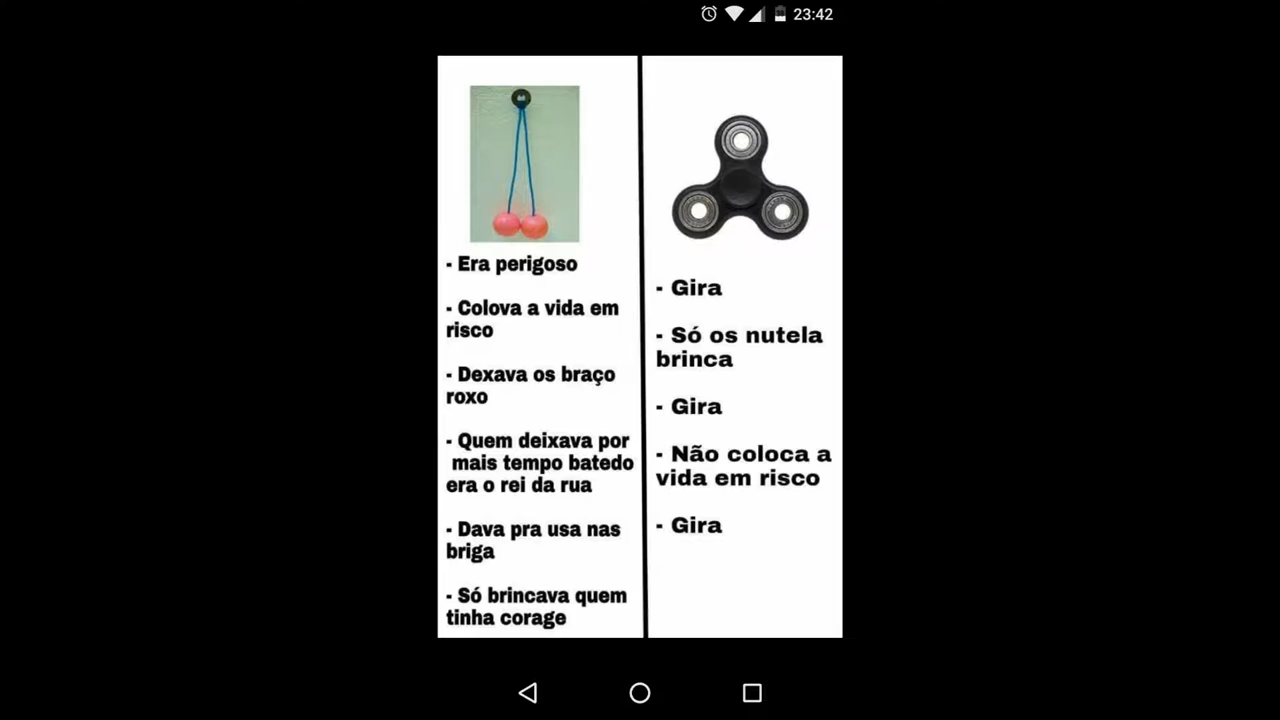 23:42
- Era perigoso
- Colova a vida em
risco
- Dexava os braço
roxo
- Quem deixava por
mais tempo batedo
era o rei da rua
- Dava pra usa nas
briga
- Só brincava quem
tinha corage
- Gira
- Só os nutela
brinca
- Gira
- Não coloca a
vida em risco
- Gira